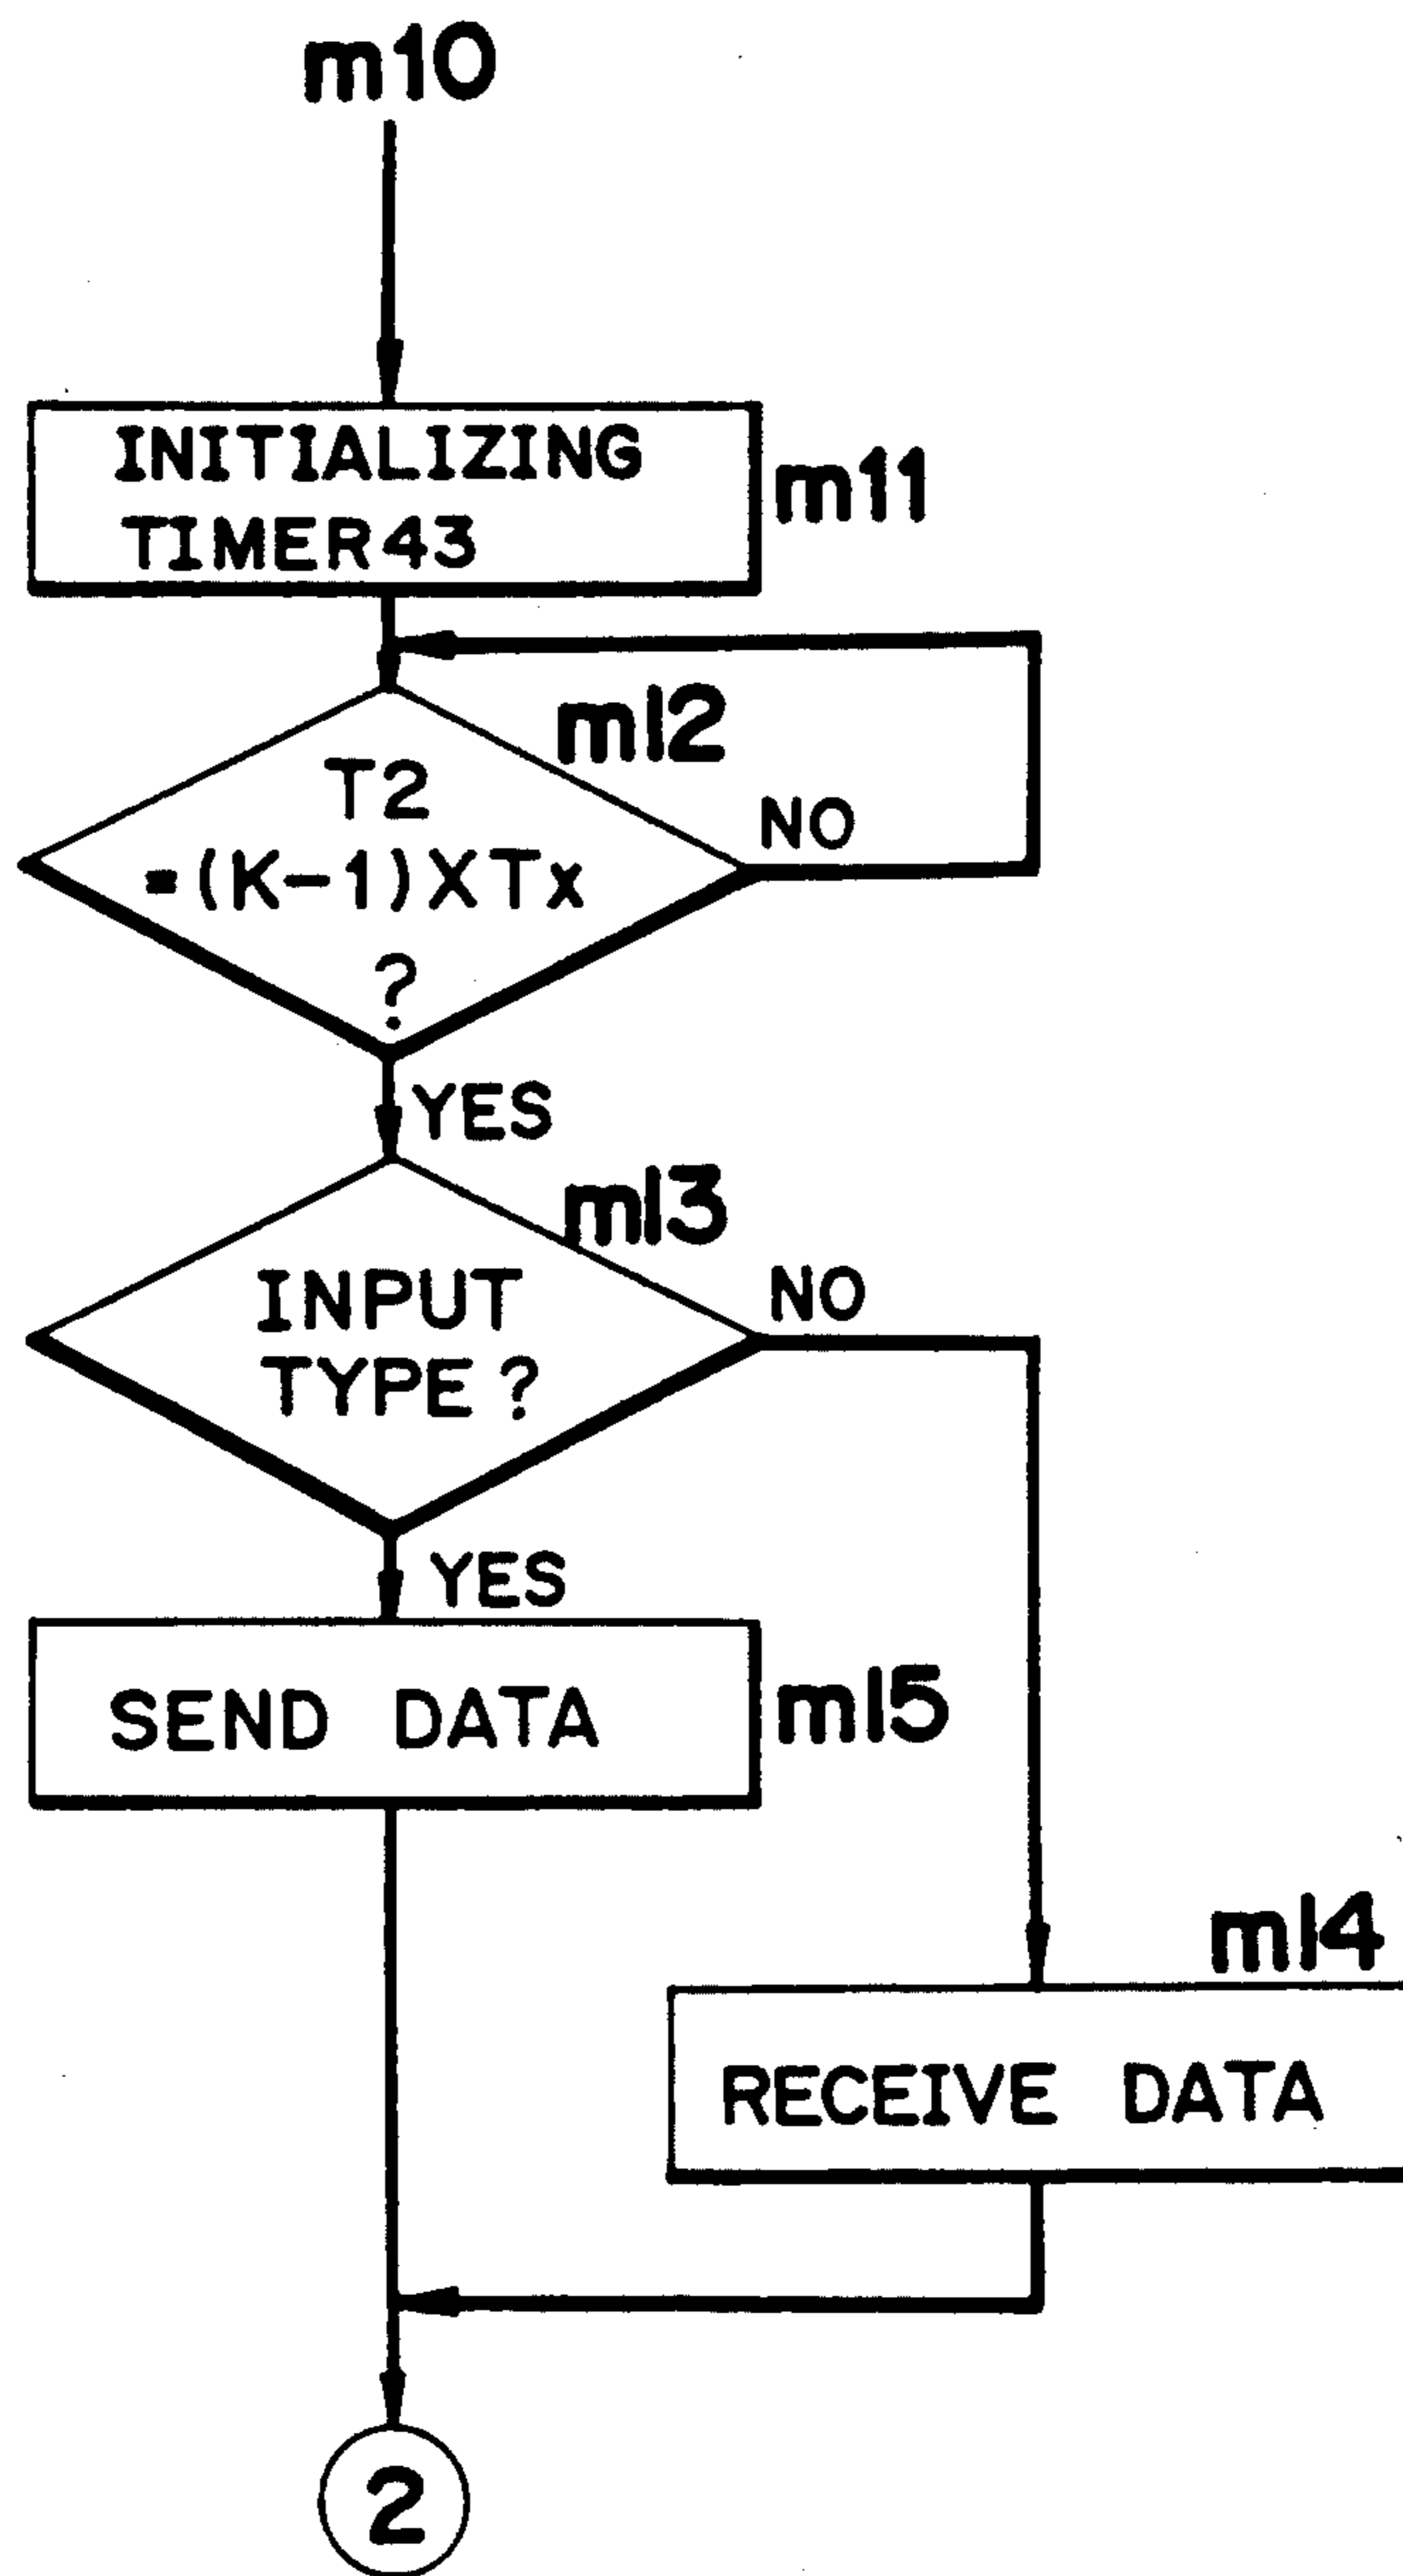 m10
INITIALIZING
TIMER43
m11
m12
T2
=(K-1)XTx
?
NO
YES
m13
INPUT
TYPE?
NO
YES
SEND DATA
m15
m14
RECEIVE DATA
2